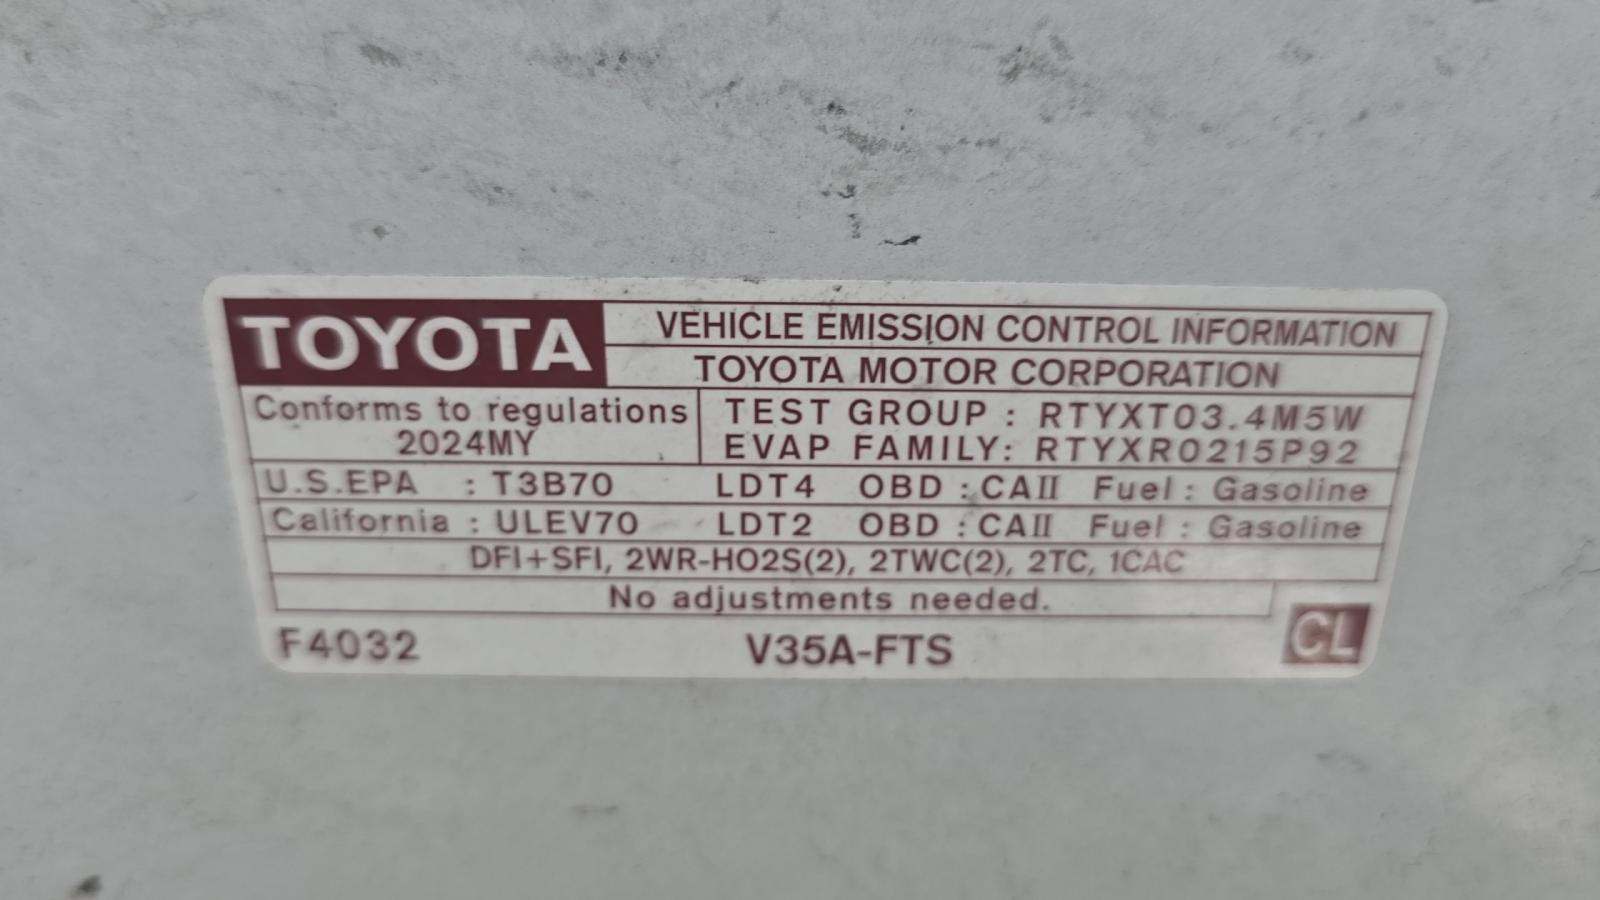 TOYOTA
VEHICLE EMISSION CONTROL INFORMATION
TOYOTA MOTOR CORPORATION
Conforms to regulations
2024MY
TEST GROUP : RTYXT03.4M5W
EVAP FAMILY: RTYXR0215P92
U.S.EPA : T3B70 LDT4 OBD : CAII Fuel : Gasoline
California : ULEV70 LDT2 OBD : CAII Fuel : Gasoline
DFI+SFI, 2WR-HO2S(2), 2TWC(2), 2TC, 1CAC
No adjustments needed.
F4032 V35A-FTS CL